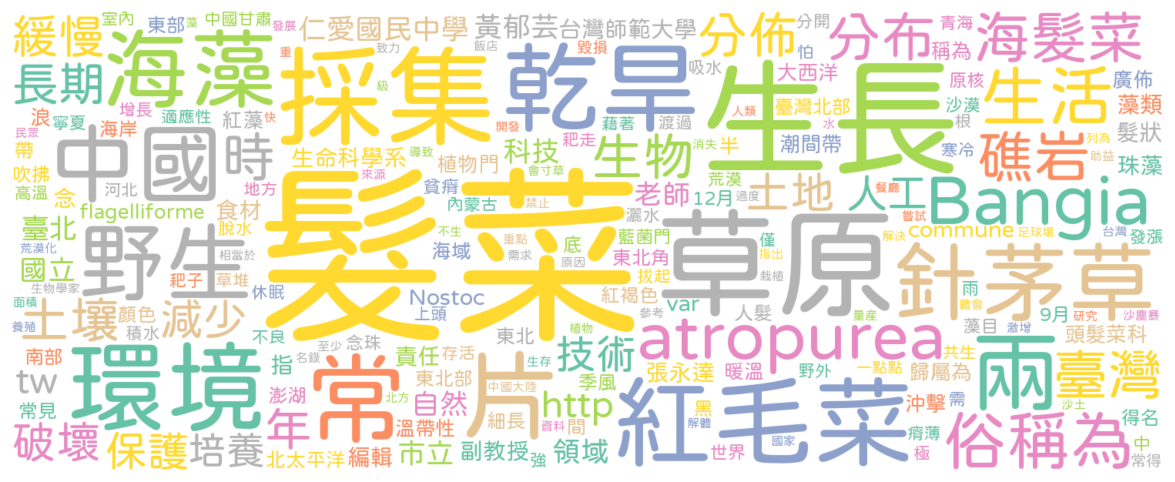 緩慢 室內 中國甘肅 東部 藻 發展 仁愛國民中學 黃郁芸 台灣師範大學 分佈 分開 分布 青海 稱為 海髮菜
長期 海藻 重 採集 致力 飯店 級 乾旱 毀損 吸水 怕 大西洋 生長 原核 生活 廣佈
浪 增長 適應性 紅藻 快 開發 耙走 藉著 渡過 人類 臺灣北部 水 沙漠 根 藻類
民眾 寧夏 海岸 帶 中國 時 生命科學系 導致 植物門 科技 生物 消失 半 潮間帶 寒冷 礁岩 列為 髮狀 助益
吹拂 高溫 念 河北 地方 來源 髮菜 會寸草 貧瘠 老師 荒漠 12月 過度 土地 餐廳 人工 珠藻
臺北 flagelliforme 食材 脫水 禁止 內蒙古 灑水 嘗試 commune Bangia 發漲
荒漠化 野生 相當於 不生 重點 海域 底 藍菌門 僅 東北角 指出 草原 解決 足球場 台灣
國立 耙子 草堆 生物學家 休眠 需求 原因 拔起 栽植 針茅草 雨 體會
面積 土壤 顏色 減少 養殖 積水 Nostoc 上頭 紅褐色 var 人髮 量産 9月 研究 沙塵暴
南部 不良 至少 念珠 東北 植物 參考 atropurea 藻目 激增 頭髮菜科
tw 環境 指 名錄 常 責任 存活 生存 技術 張永達 暖溫 野外 共生 一點點 兩 臺灣
常見 澎湖 東北部 中國大陸 片 季風 紅毛菜 黑 歸屬為 需 沙土
破壞 年 溫帶性 北方 自然 細長 資料 間 http 解體 沖擊 瘠薄 得名
保護 培養 北太平洋 編輯 市立 副教授 強 領域 世界 國家 極 俗稱為 中 常得